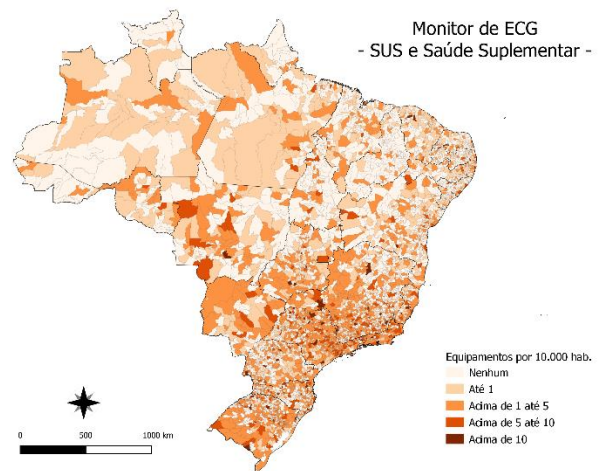 Monitor de ECG
- SUS e Saúde Suplementar -
Equipamentos por 10.000 hab.
Nenhum
Até 1
Acima de 1 até 5
Acima de 5 até 10
Acima de 10
0 500 1000 km